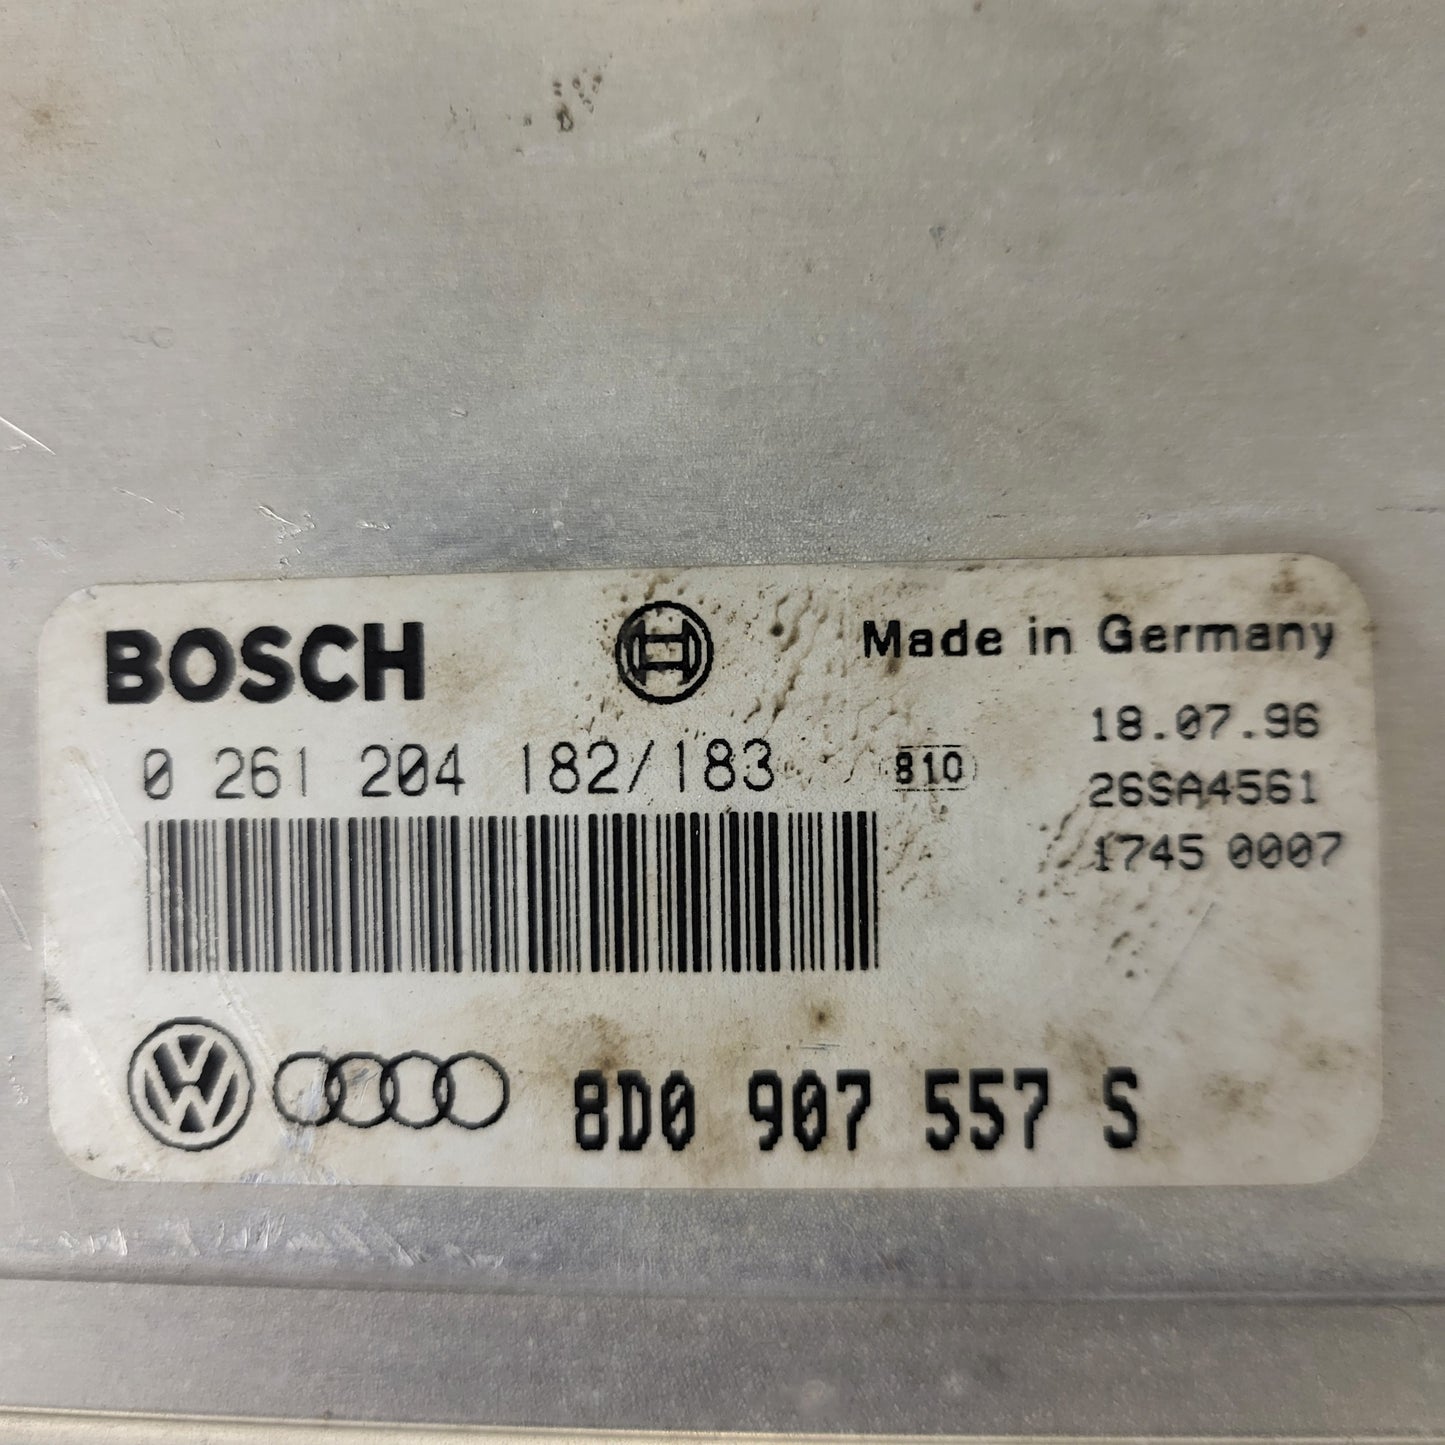 BOSCH
Made in Germany
18.07.96
0 261 204 182/183
810
26SA4561
1745 0007
8D0 907 557 S